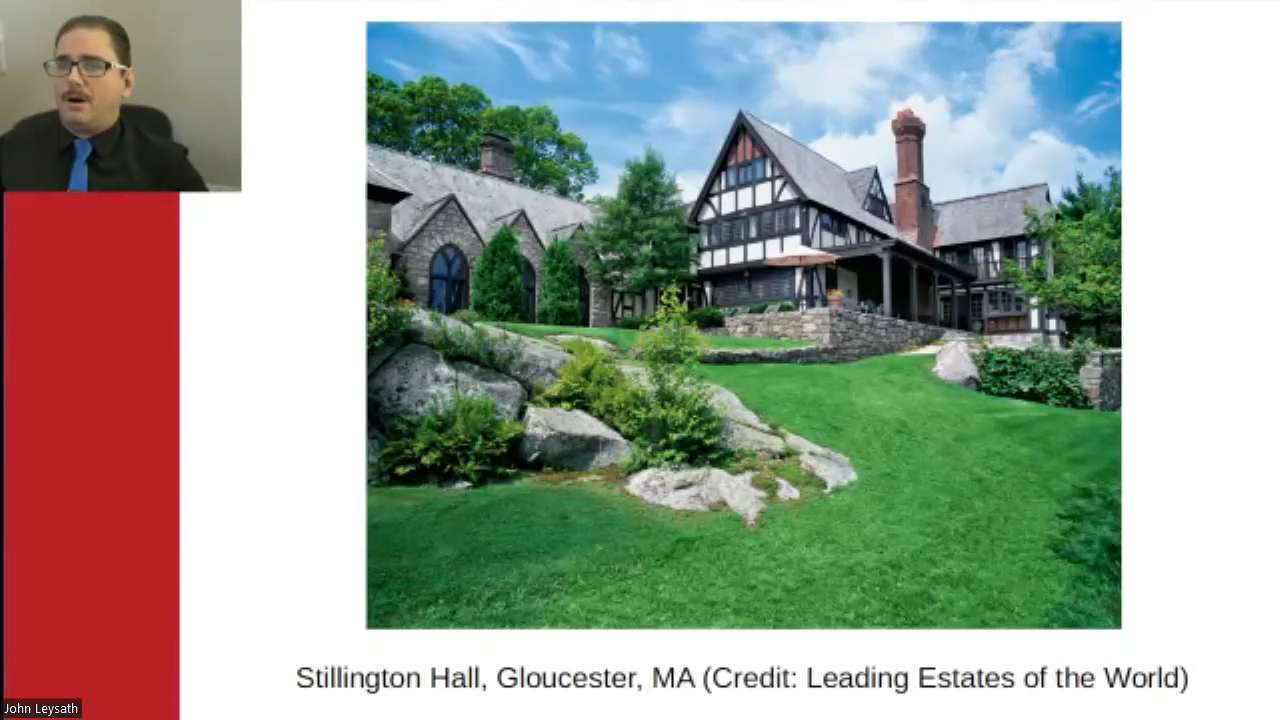 John Leysath
Stillington Hall, Gloucester, MA (Credit: Leading Estates of the World)